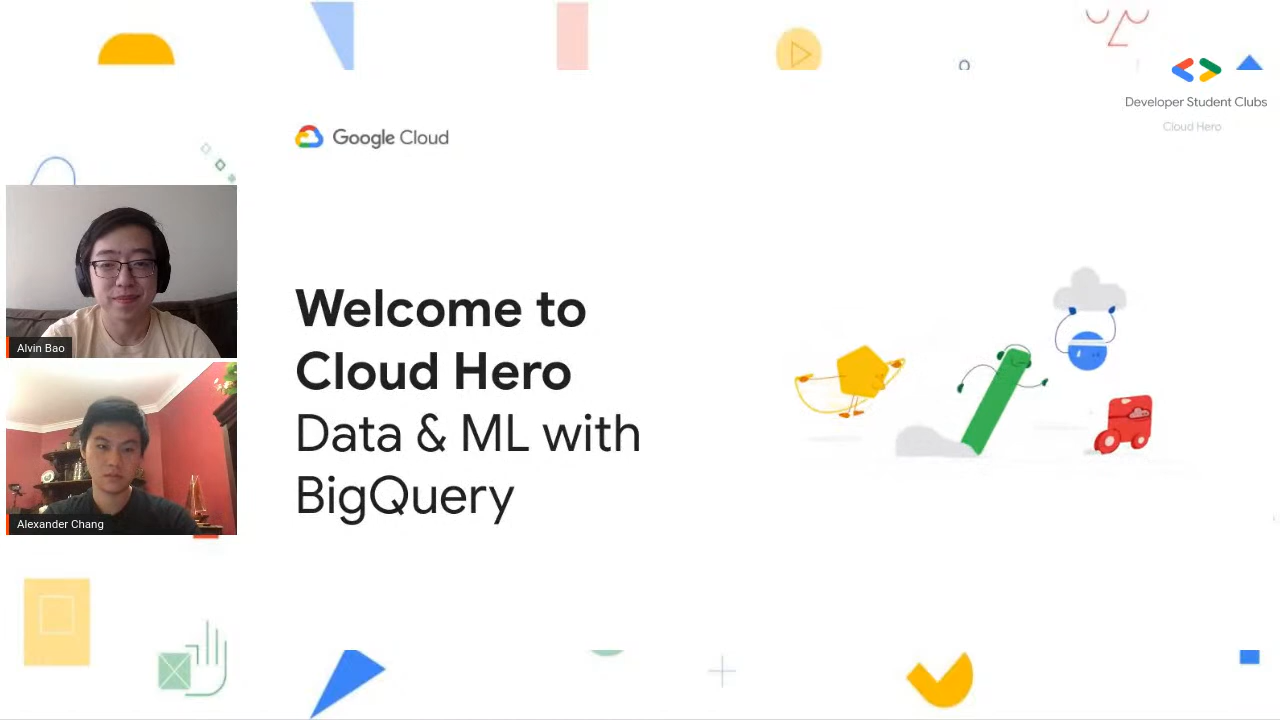 Developer Student Clubs
Cloud Hero
Google Cloud
Welcome to
Cloud Hero
Data & ML with
BigQuery
Alvin Bao
Alexander Chang